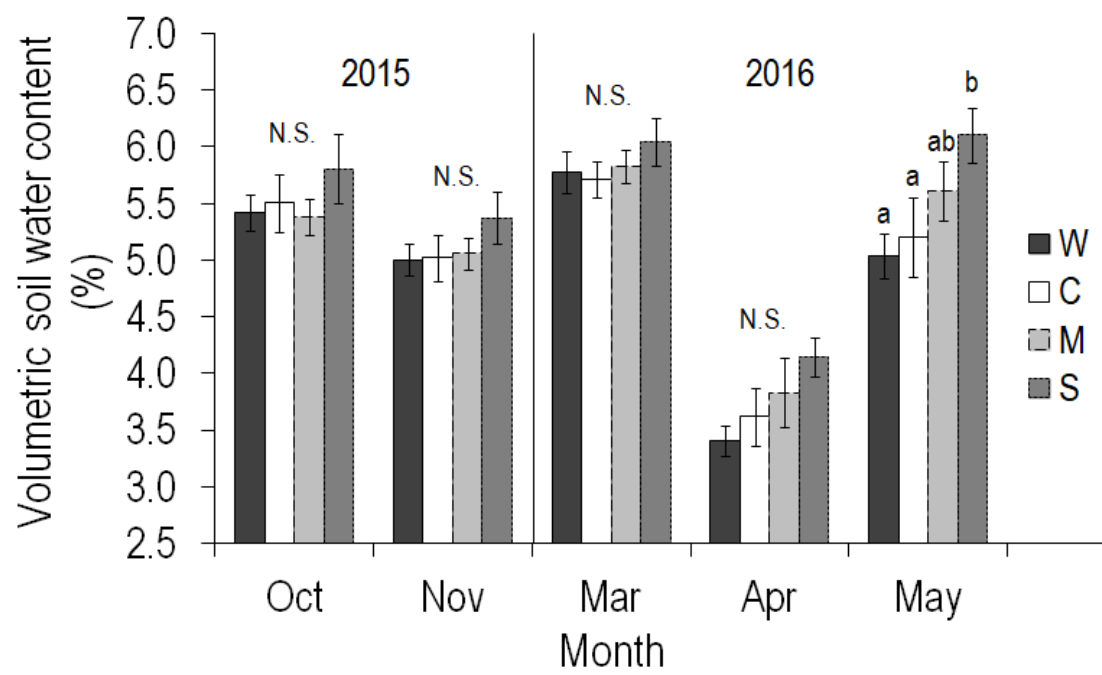 Volumetric soil water content
(%)
7.0
6.5
6.0
5.5
5.0
4.5
4.0
3.5
3.0
2.5
2015
2016
N.S.
N.S.
N.S.
N.S.
a
a
ab
b
W
C
M
S
Oct
Nov
Mar
Apr
May
Month